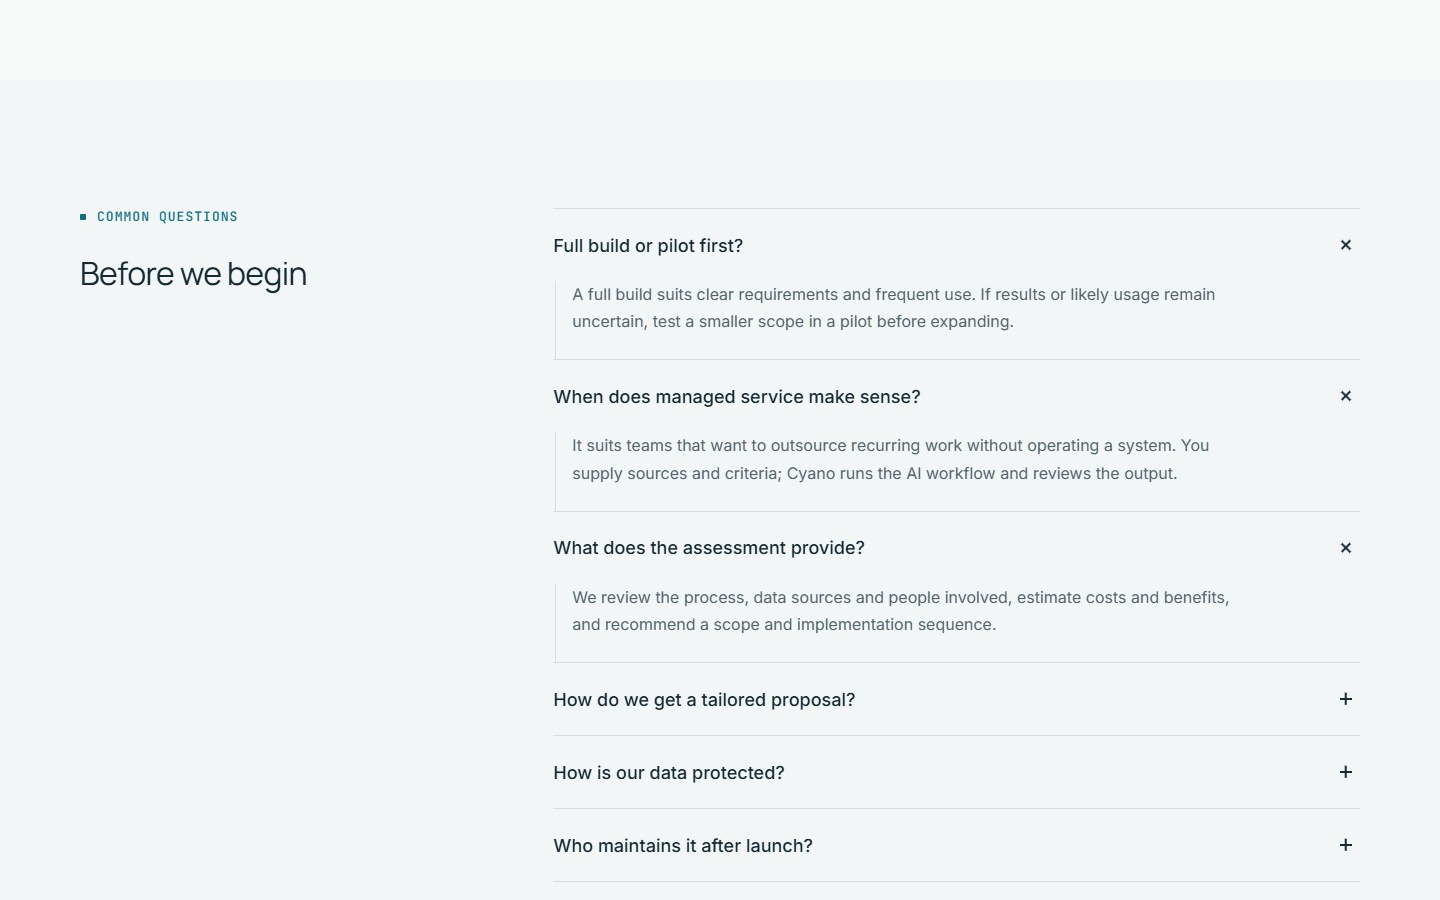 COMMON QUESTIONS
Before we begin
Full build or pilot first?
A full build suits clear requirements and frequent use. If results or likely usage remain
uncertain, test a smaller scope in a pilot before expanding.
When does managed service make sense?
It suits teams that want to outsource recurring work without operating a system. You
supply sources and criteria; Cyano runs the AI workflow and reviews the output.
What does the assessment provide?
We review the process, data sources and people involved, estimate costs and benefits,
and recommend a scope and implementation sequence.
How do we get a tailored proposal?
How is our data protected?
Who maintains it after launch?